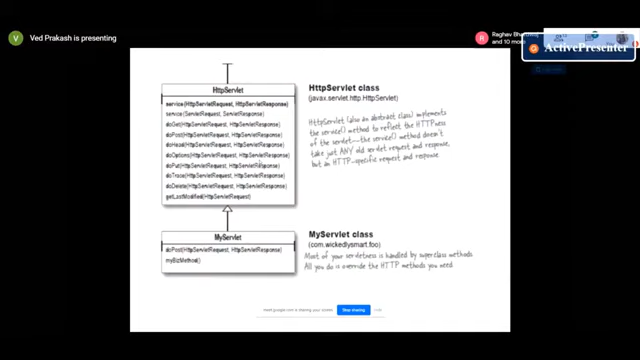 Ved Prakash is presenting
Raghav
and 10 more
ActivePresenter
HttpServlet
service(HttpServletRequest, HttpServletResponse)
service(ServletRequest, ServletResponse)
doGet(HttpServletRequest, HttpServletResponse)
doPost(HttpServletRequest, HttpServletResponse)
doHead(HttpServletRequest, HttpServletResponse)
doOptions(HttpServletRequest, HttpServletResponse)
doPut(HttpServletRequest, HttpServletResponse)
doTrace(HttpServletRequest, HttpServletResponse)
doDelete(HttpServletRequest, HttpServletResponse)
getLastModified(HttpServletRequest)
HttpServlet class
(javax.servlet.http.HttpServlet)
HttpServlet (also an abstract class) implements
the service() method to reflect the HTTPness
of the servlet--the service() method doesn't
take just ANY old servlet request and response,
but an HTTP-specific request and response.
MyServlet
doPost(HttpServletRequest, HttpServletResponse)
myBizMethod()
MyServlet class
(com.wickedlysmart.foo)
Most of your servletness is handled by superclass methods.
All you do is override the HTTP methods you need
meet.google.com is sharing your screen.
Stop sharing